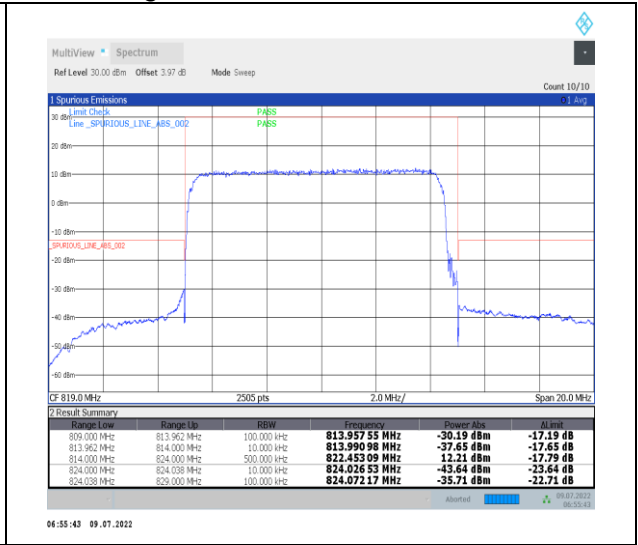 MultiView Spectrum
Ref Level 30.00 dBm Offset 3.97 dB Mode Sweep
Count 10/10
1 Spurious Emissions 1 Avg
Limit Check PASS
30 dBm
Line _SPURIOUS_LINE_ABS_002 PASS
20 dBm
10 dBm
0 dBm
-10 dBm
_SPURIOUS_LINE_ABS_002
-20 dBm
-30 dBm
-40 dBm
-50 dBm
-60 dBm
CF 819.0 MHz 2505 pts 2.0 MHz/ Span 20.0 MHz
2 Result Summary
Range Low Range Up RBW Frequency Power Abs ΔLimit
809.000 MHz 813.962 MHz 100.000 kHz 813.957 55 MHz -30.19 dBm -17.19 dB
813.962 MHz 814.000 MHz 10.000 kHz 813.990 98 MHz -37.65 dBm -17.65 dB
814.000 MHz 824.000 MHz 500.000 kHz 822.453 09 MHz 12.21 dBm -17.79 dB
824.000 MHz 824.038 MHz 10.000 kHz 824.026 53 MHz -43.64 dBm -23.64 dB
824.038 MHz 829.000 MHz 100.000 kHz 824.072 17 MHz -35.71 dBm -22.71 dB
Aborted 09.07.2022
06:55:43
06:55:43 09.07.2022